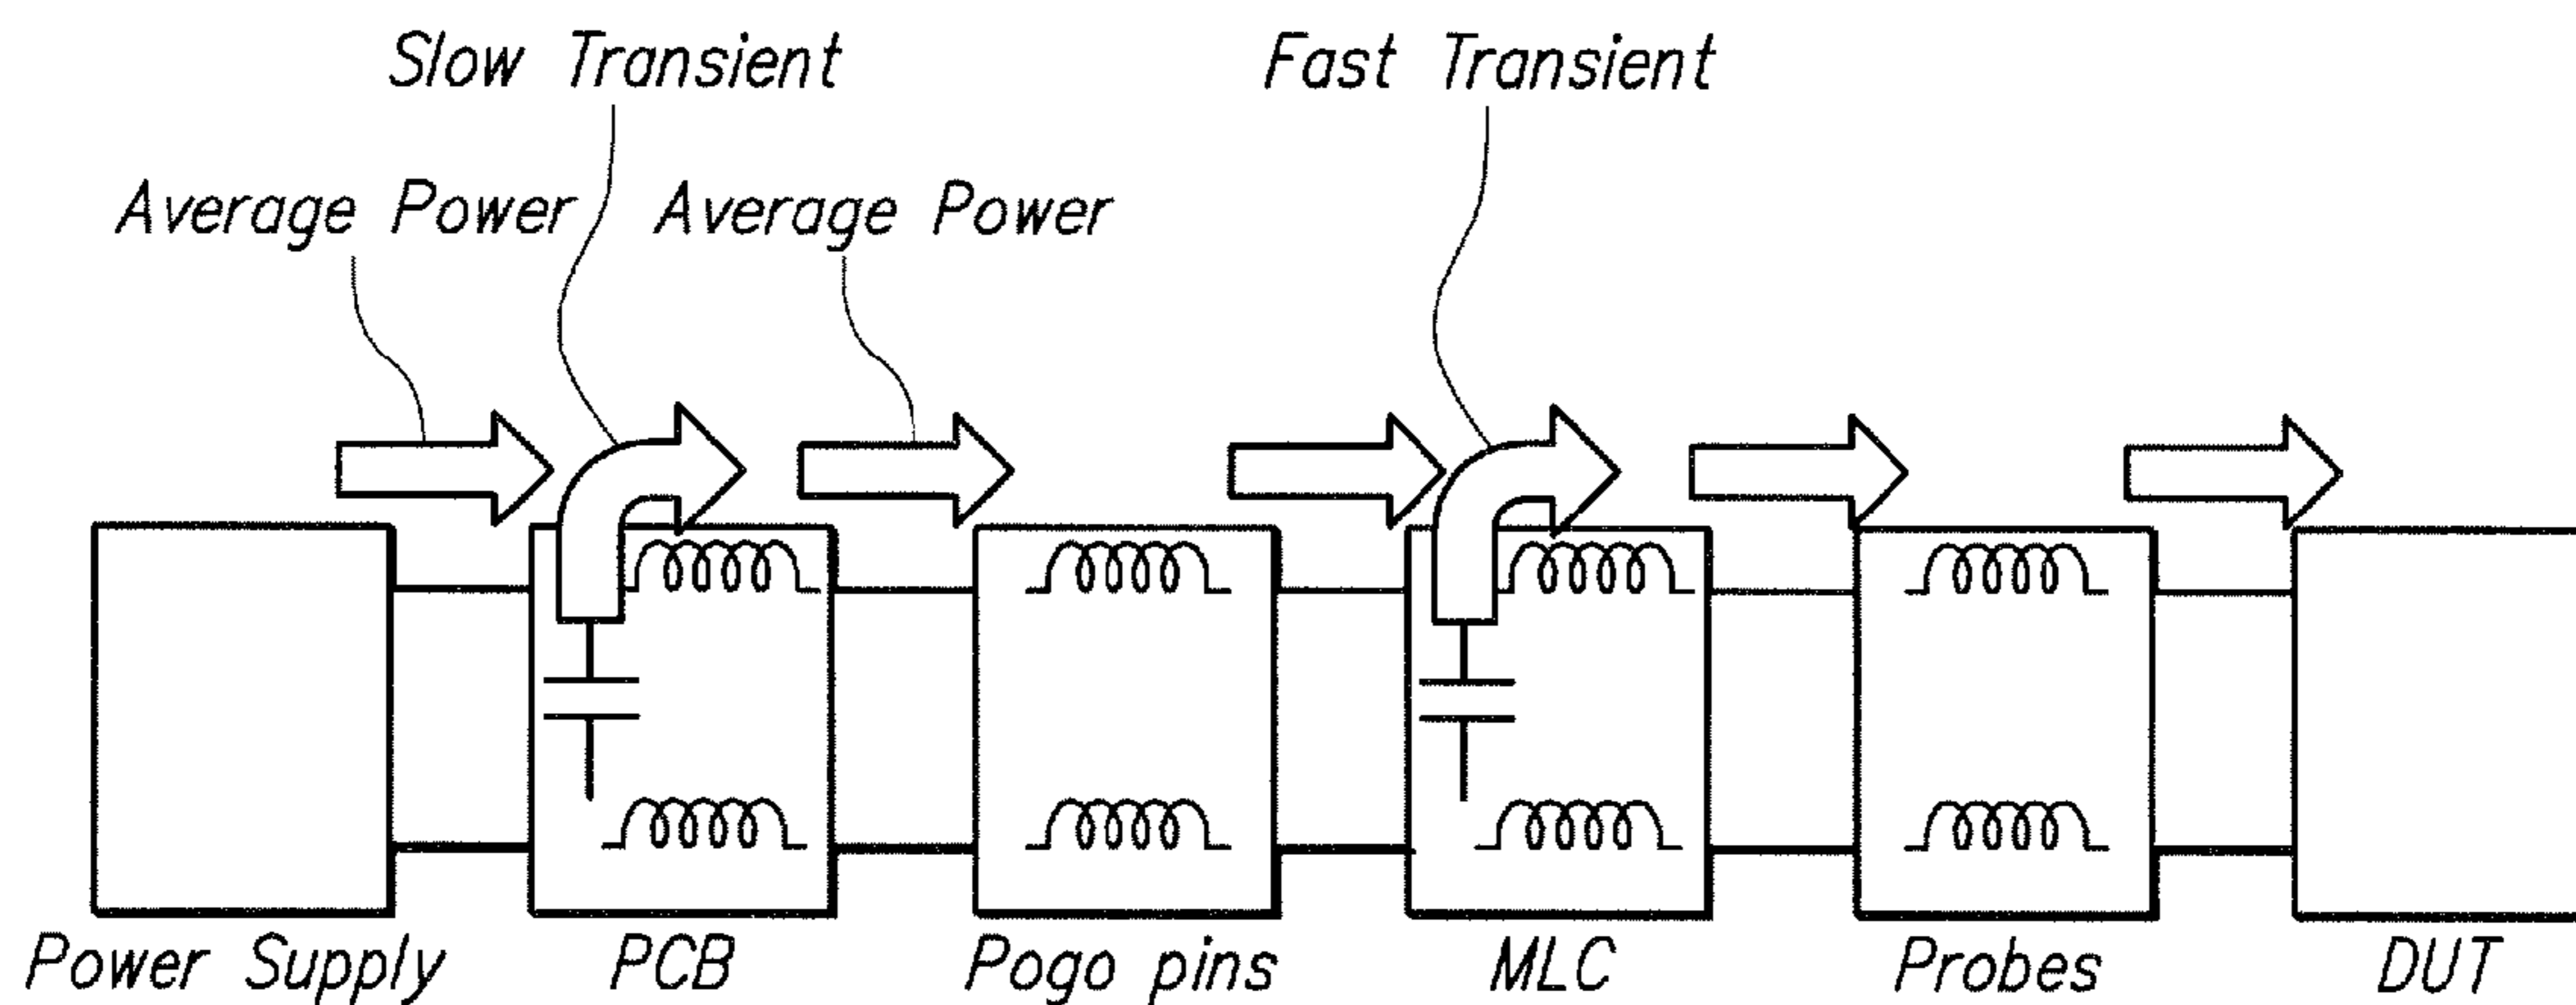 Slow Transient
Fast Transient
Average Power
Average Power
Power Supply
PCB
Pogo pins
MLC
Probes
DUT